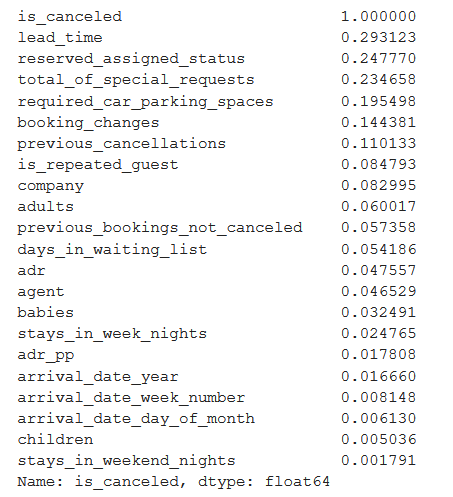 is_canceled 1.000000
lead_time 0.293123
reserved_assigned_status 0.247770
total_of_special_requests 0.234658
required_car_parking_spaces 0.195498
booking_changes 0.144381
previous_cancellations 0.110133
is_repeated_guest 0.084793
company 0.082995
adults 0.060017
previous_bookings_not_canceled 0.057358
days_in_waiting_list 0.054186
adr 0.047557
agent 0.046529
babies 0.032491
stays_in_week_nights 0.024765
adr_pp 0.017808
arrival_date_year 0.016660
arrival_date_week_number 0.008148
arrival_date_day_of_month 0.006130
children 0.005036
stays_in_weekend_nights 0.001791
Name: is_canceled, dtype: float64